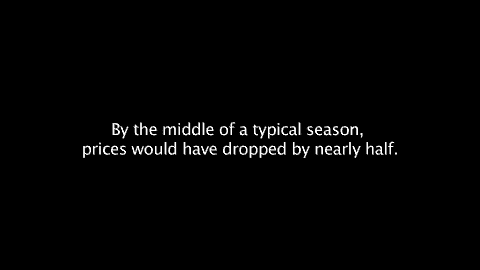 By the middle of a typical season,
prices would have dropped by nearly half.